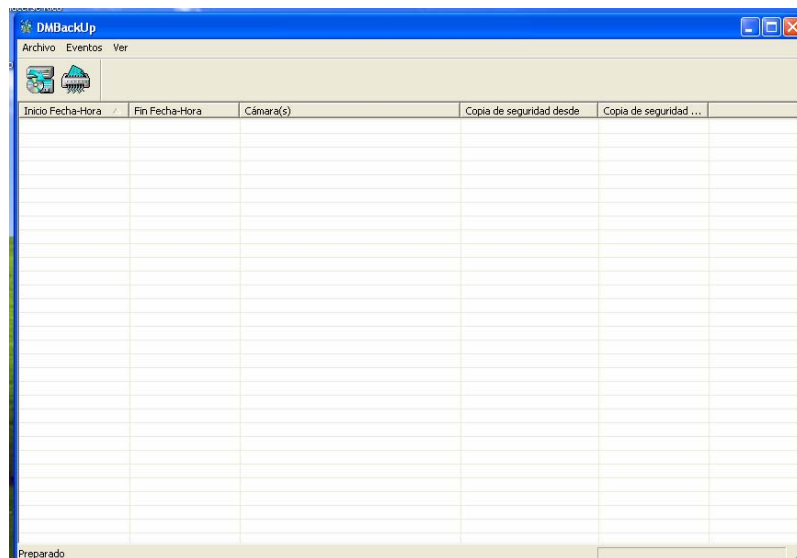 DMBackUp
Archivo Eventos Ver
Inicio Fecha-Hora Fin Fecha-Hora Cámara(s) Copia de seguridad desde Copia de seguridad ...
Preparado